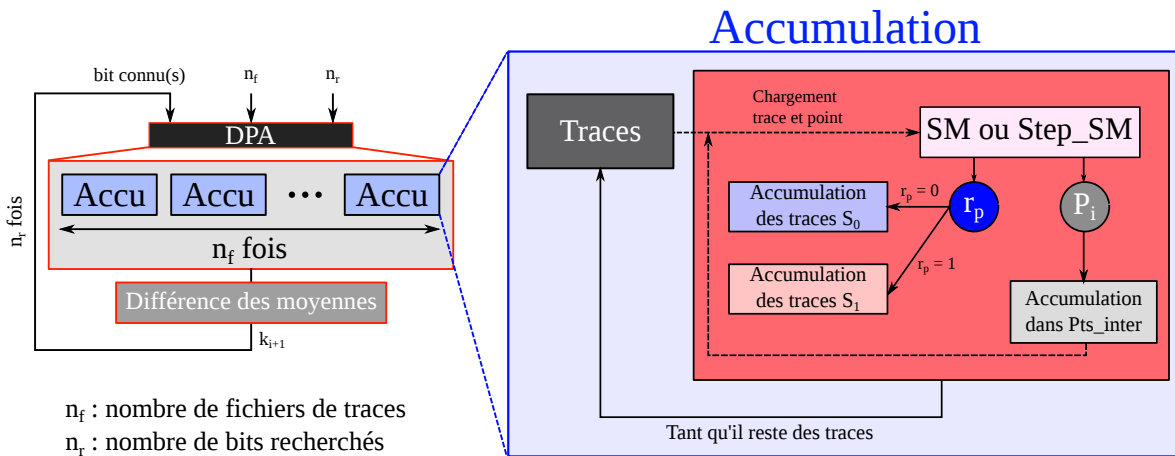 Accumulation
bit connu(s)
n_f
n_r
DPA
Accu
Accu
•••
Accu
n_f fois
n_r fois
Différence des moyennes
k_{i+1}
n_f : nombre de fichiers de traces
n_r : nombre de bits recherchés
Traces
Chargement
trace et point
SM ou Step_SM
r_p
P_i
r_p = 0
r_p = 1
Accumulation
des traces S_0
Accumulation
des traces S_1
Accumulation
dans Pts_inter
Tant qu'il reste des traces